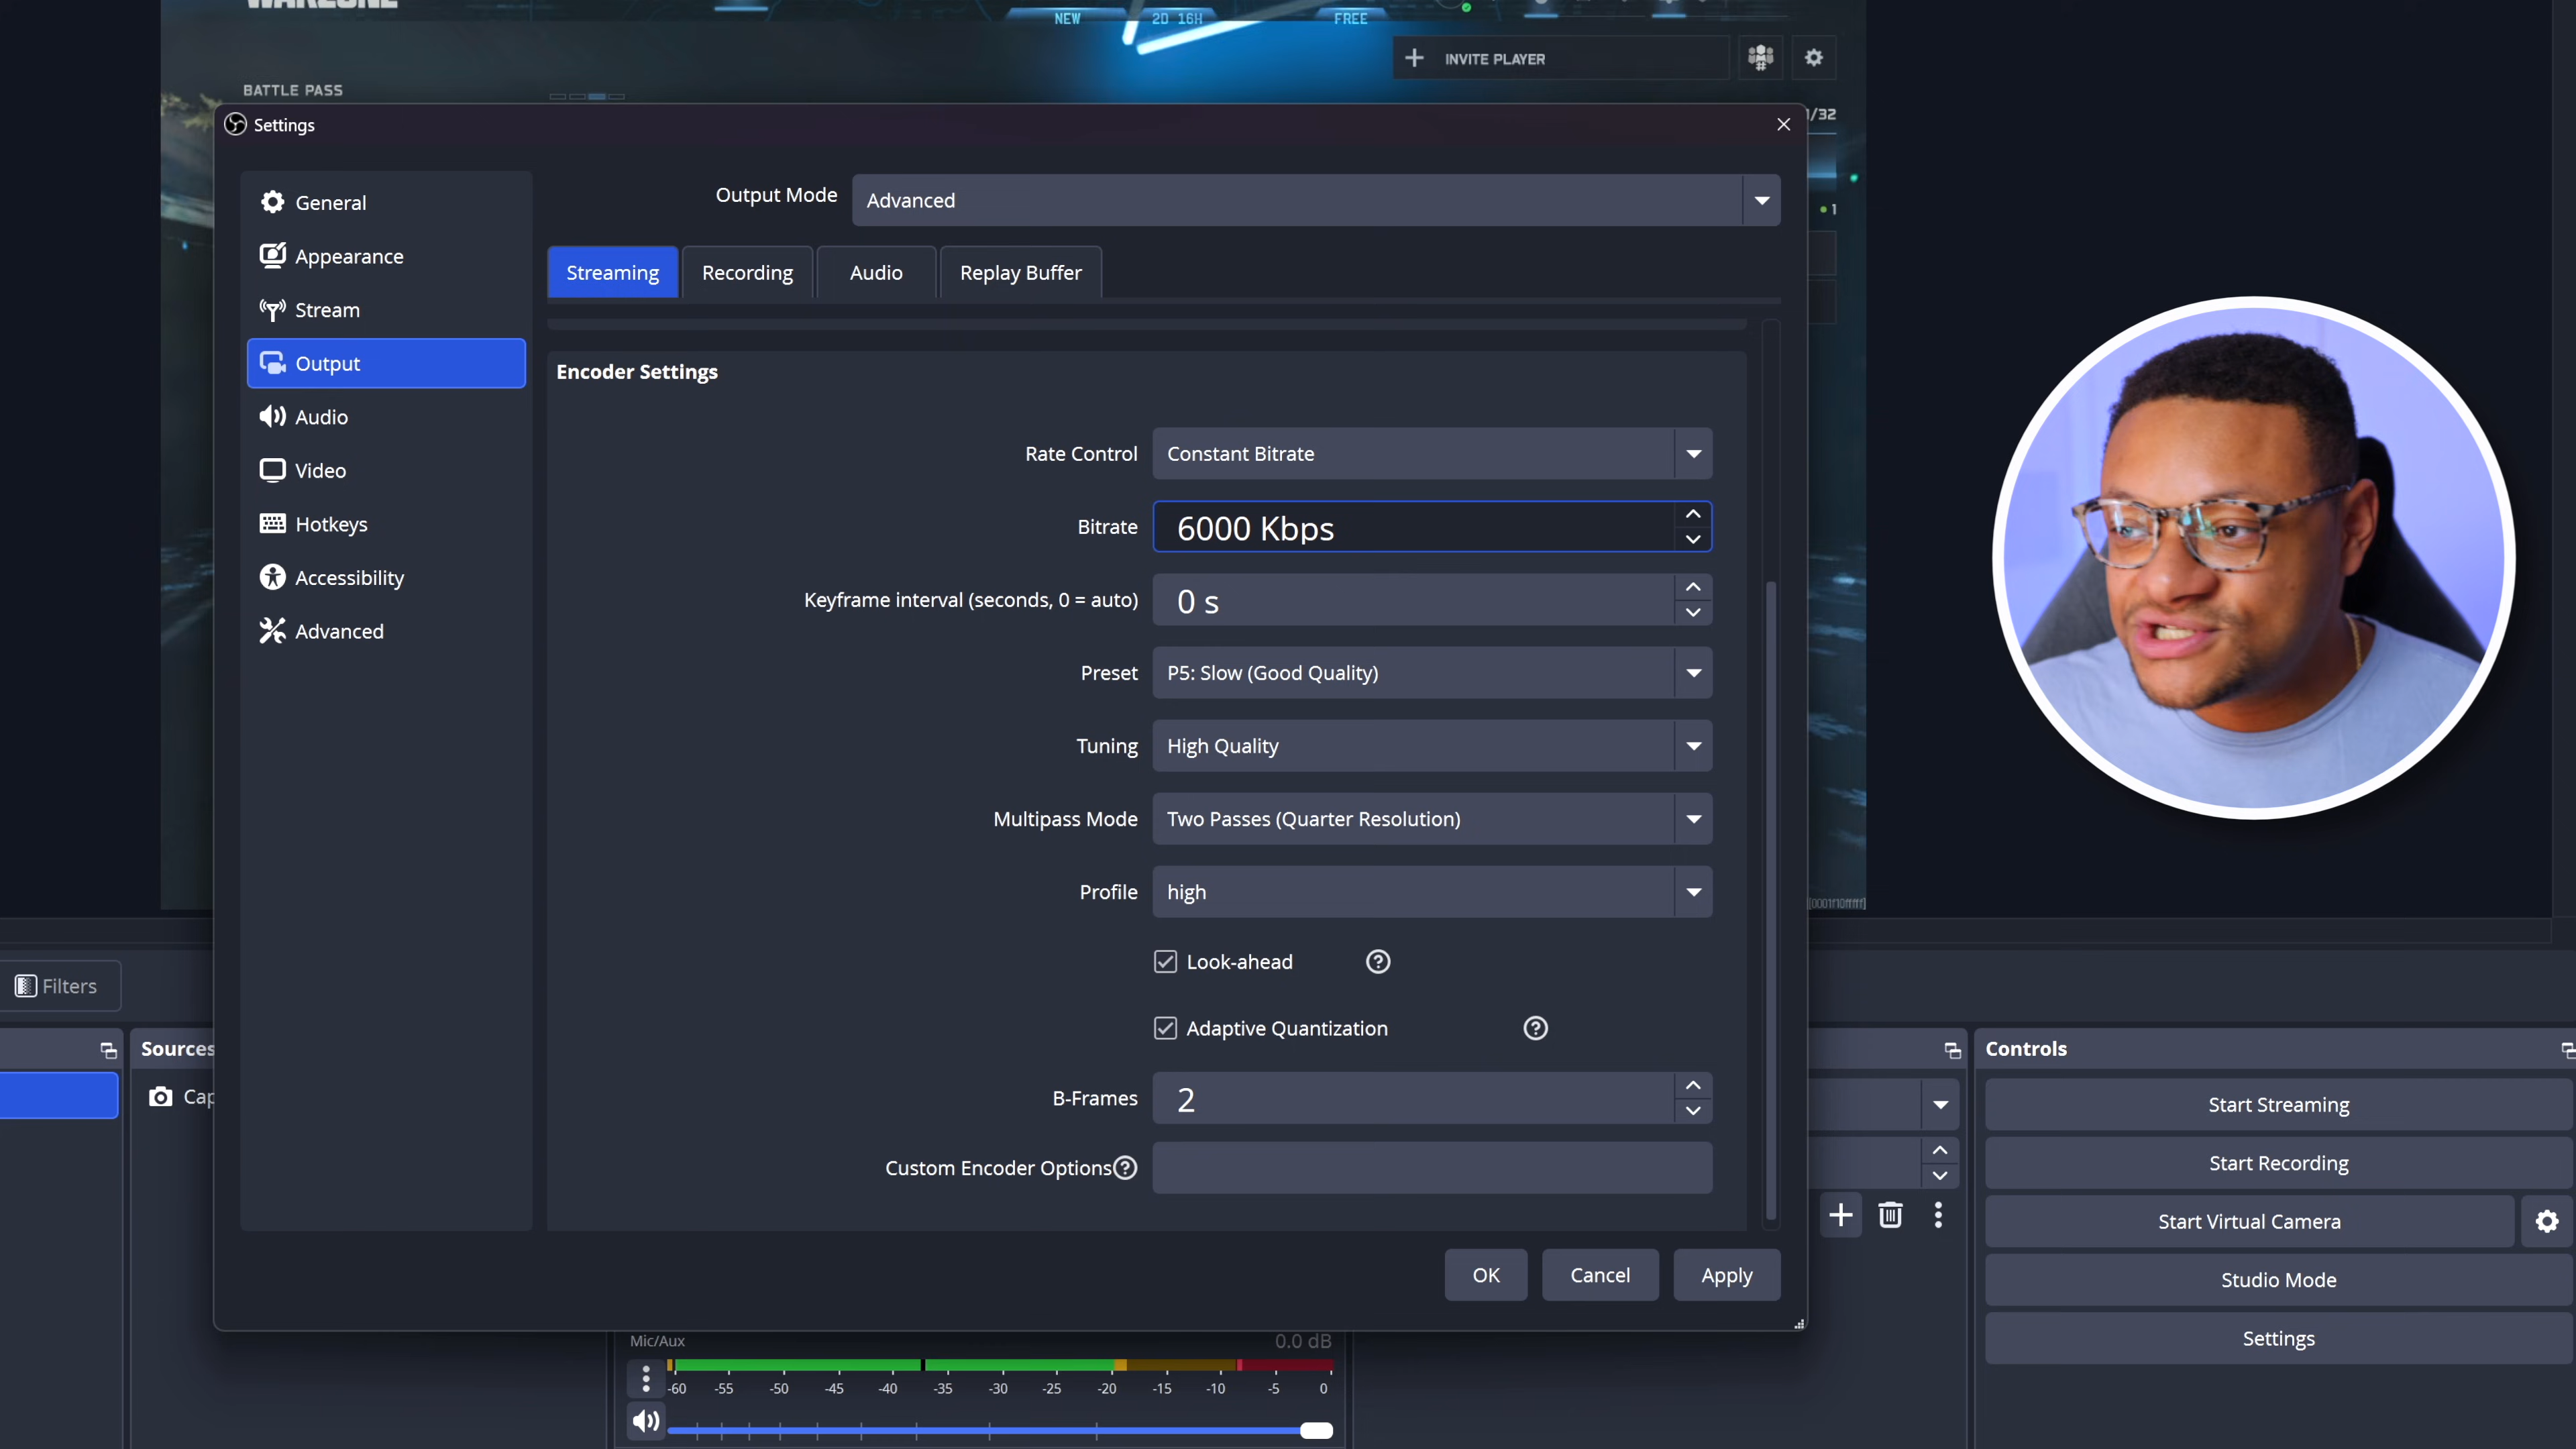 WARZONE
NEW
2D 16H
FREE
INVITE PLAYER
BATTLE PASS
/32
1
Settings
General
Appearance
Stream
Output
Audio
Video
Hotkeys
Accessibility
Advanced
Output Mode
Advanced
Streaming
Recording
Audio
Replay Buffer
Encoder Settings
Rate Control
Constant Bitrate
Bitrate
6000 Kbps
Keyframe interval (seconds, 0 = auto)
0 s
Preset
P5: Slow (Good Quality)
Tuning
High Quality
Multipass Mode
Two Passes (Quarter Resolution)
Profile
high
Look-ahead
Adaptive Quantization
B-Frames
2
Custom Encoder Options
OK
Cancel
Apply
Filters
Sources
Cap
Mic/Aux
0.0 dB
-60 -55 -50 -45 -40 -35 -30 -25 -20 -15 -10 -5 0
Controls
Start Streaming
Start Recording
Start Virtual Camera
Studio Mode
Settings